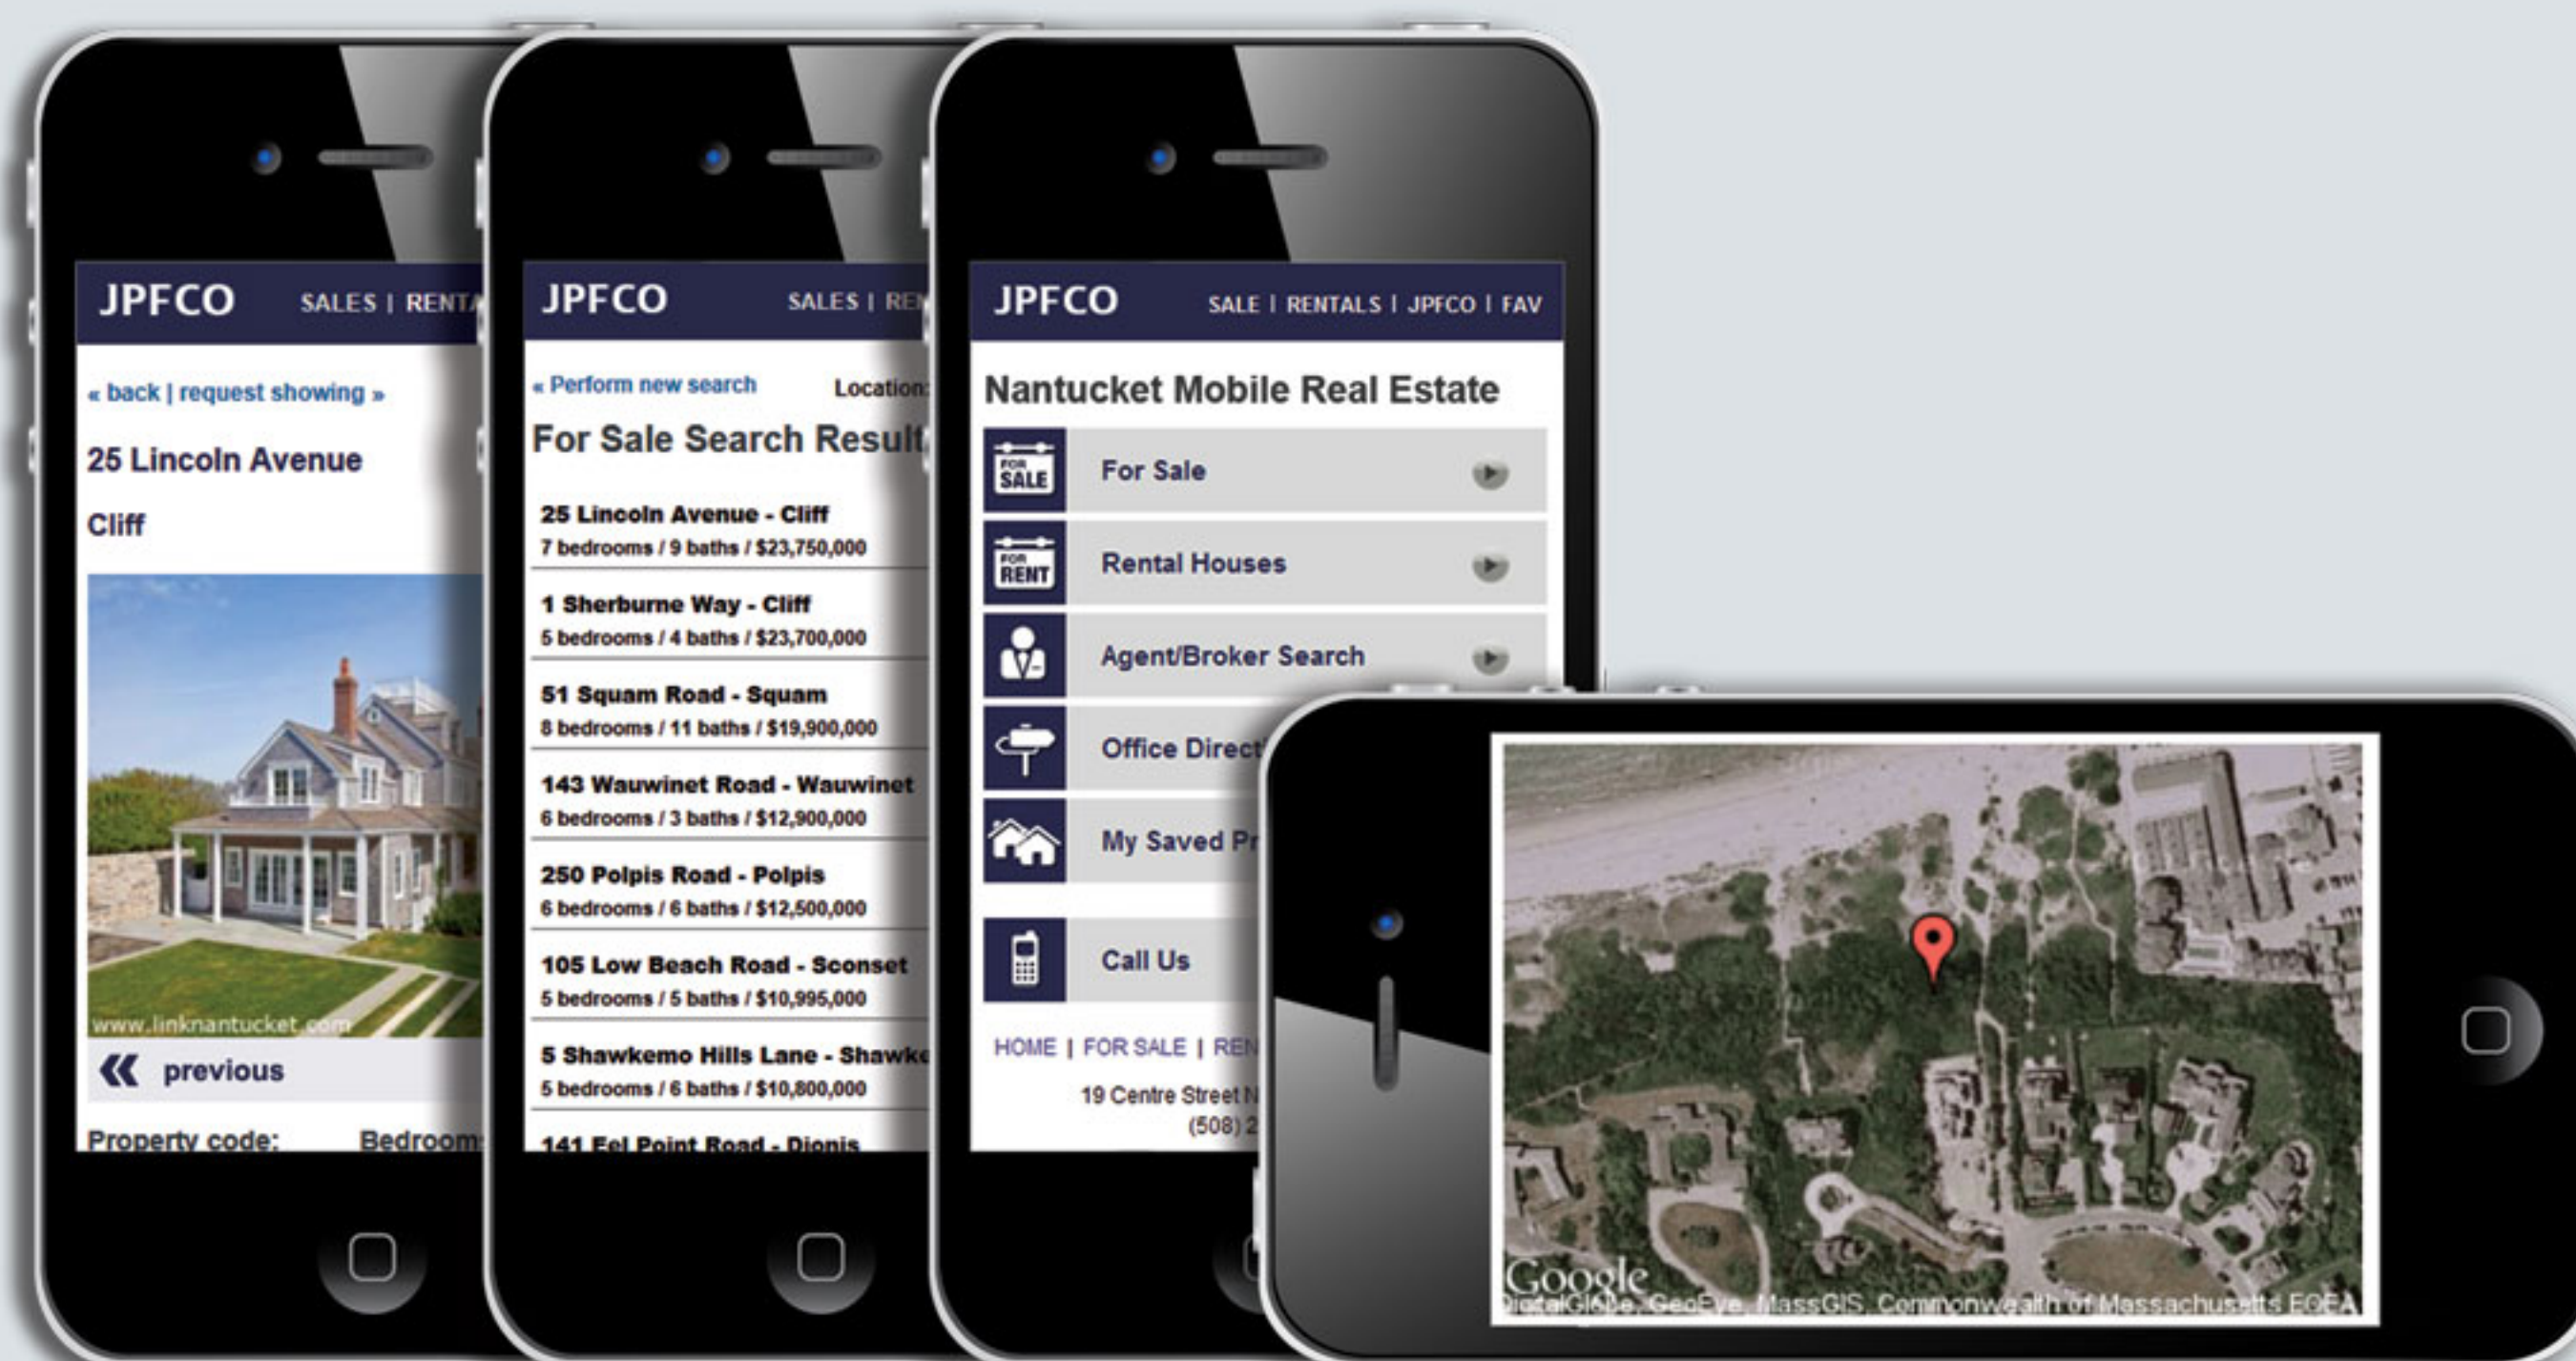 JPFCO SALES | RENTA
« back | request showing »
25 Lincoln Avenue
Cliff
www.linknantucket.com
« previous
Property code: Bedroom
JPFCO SALES | REN
« Perform new search Location:
For Sale Search Result
25 Lincoln Avenue - Cliff
7 bedrooms / 9 baths / $23,750,000
1 Sherburne Way - Cliff
5 bedrooms / 4 baths / $23,700,000
51 Squam Road - Squam
8 bedrooms / 11 baths / $19,900,000
143 Wauwinet Road - Wauwinet
6 bedrooms / 3 baths / $12,900,000
250 Polpis Road - Polpis
6 bedrooms / 6 baths / $12,500,000
105 Low Beach Road - Sconset
5 bedrooms / 5 baths / $10,995,000
5 Shawkemo Hills Lane - Shawke
5 bedrooms / 6 baths / $10,800,000
141 Eel Point Road - Dionis
JPFCO SALE | RENTALS | JPFCO | FAV
Nantucket Mobile Real Estate
FOR
SALE
For Sale
FOR
RENT
Rental Houses
Agent/Broker Search
Office Direct
My Saved Pr
Call Us
HOME | FOR SALE | REN
19 Centre Street N
(508) 2
Google
DigitalGlobe, GeoEye, MassGIS, Commonwealth of Massachusetts EOEA